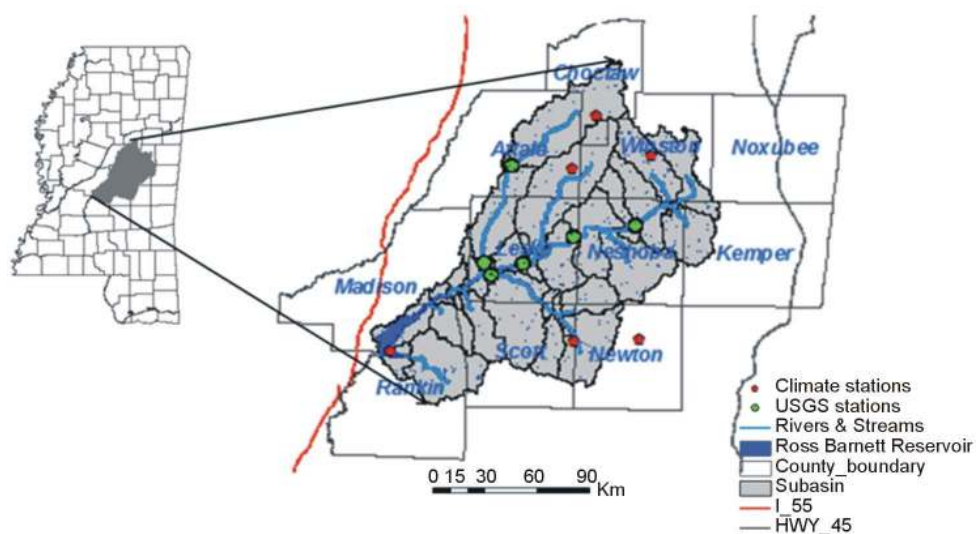 Choctaw
Attala
Winston
Noxubee
Leake
Neshoba
Kemper
Madison
Scott
Newton
Rankin
0 15 30 60 90
Km
Climate stations
USGS stations
Rivers & Streams
Ross Barnett Reservoir
County_boundary
Subasin
I_55
HWY_45